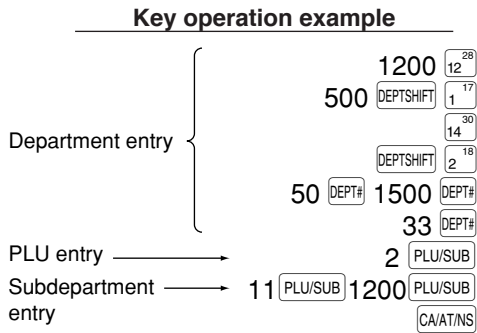 Key operation example
1200 12 28
500 DEPTSHIFT 1 17
14 30
Department entry
DEPTSHIFT 2 18
50 DEPT# 1500 DEPT#
33 DEPT#
PLU entry 2 PLU/SUB
Subdepartment 11 PLU/SUB 1200 PLU/SUB
entry
CA/AT/NS